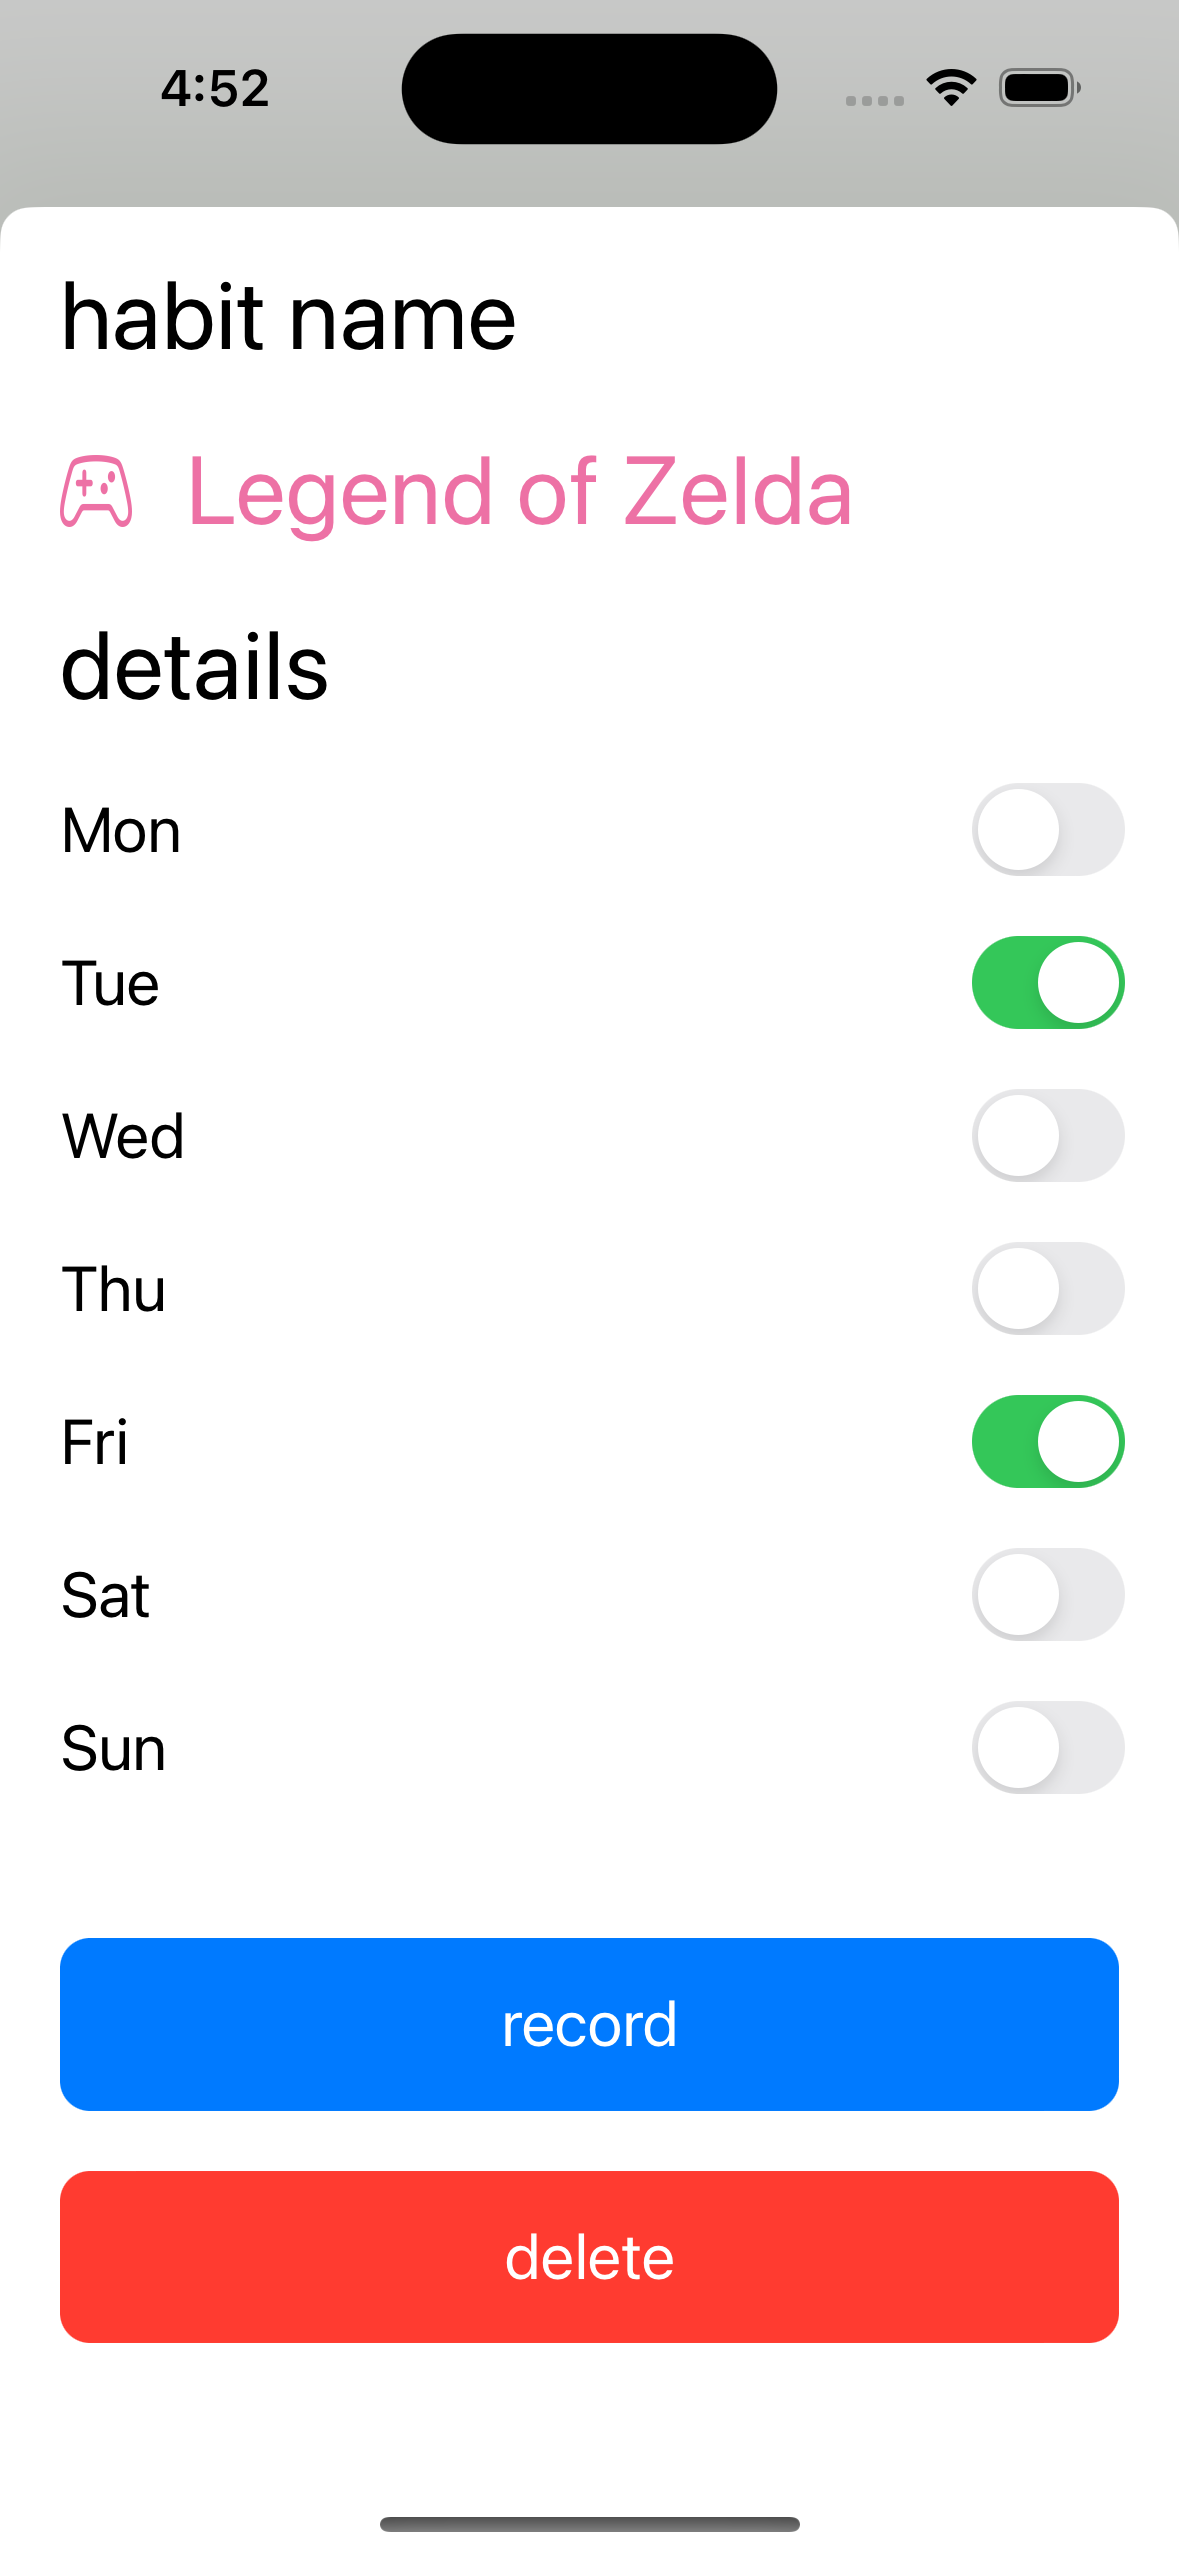 4:52
habit name
Legend of Zelda
details
Mon
Tue
Wed
Thu
Fri
Sat
Sun
record
delete